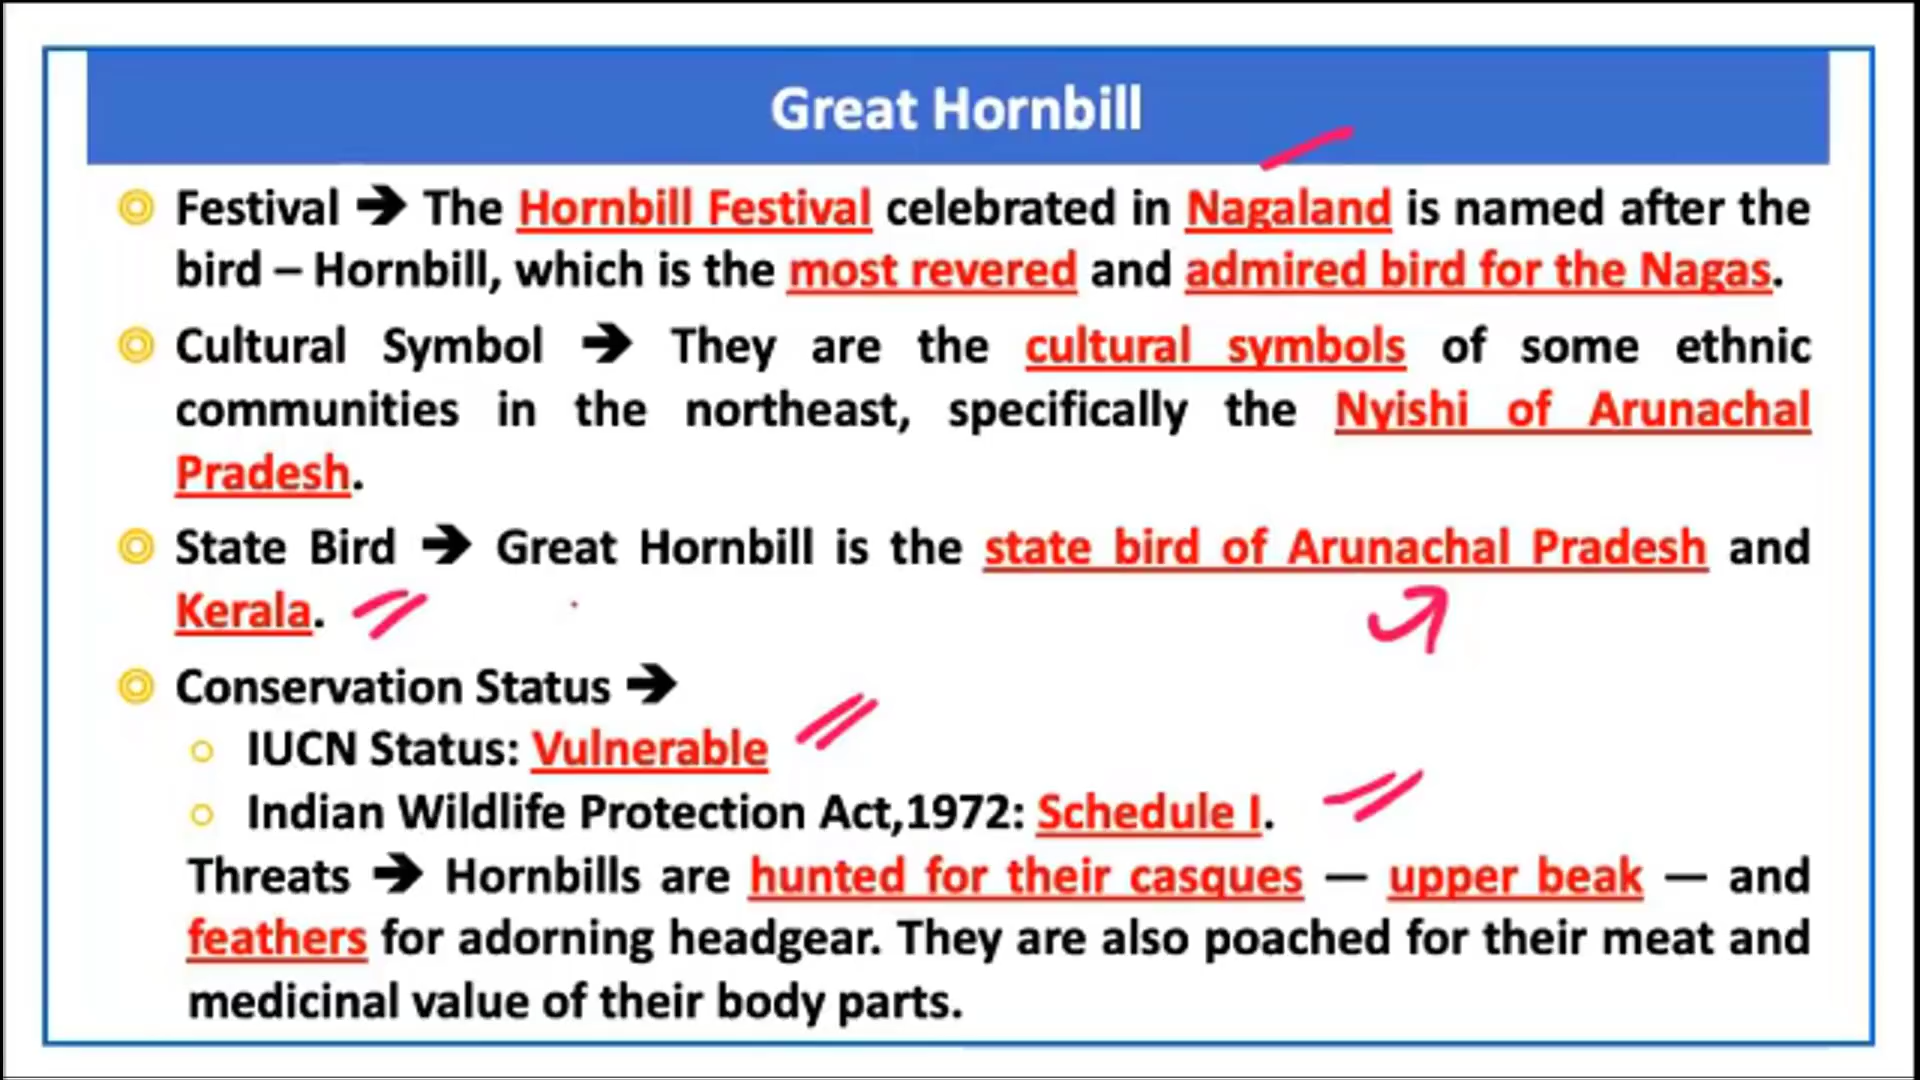 Great Hornbill
Festival ➔ The Hornbill Festival celebrated in Nagaland is named after the
bird – Hornbill, which is the most revered and admired bird for the Nagas.
Cultural Symbol ➔ They are the cultural symbols of some ethnic
communities in the northeast, specifically the Nyishi of Arunachal
Pradesh.
State Bird ➔ Great Hornbill is the state bird of Arunachal Pradesh and
Kerala.
Conservation Status ➔
IUCN Status: Vulnerable
Indian Wildlife Protection Act,1972: Schedule I.
Threats ➔ Hornbills are hunted for their casques — upper beak — and
feathers for adorning headgear. They are also poached for their meat and
medicinal value of their body parts.